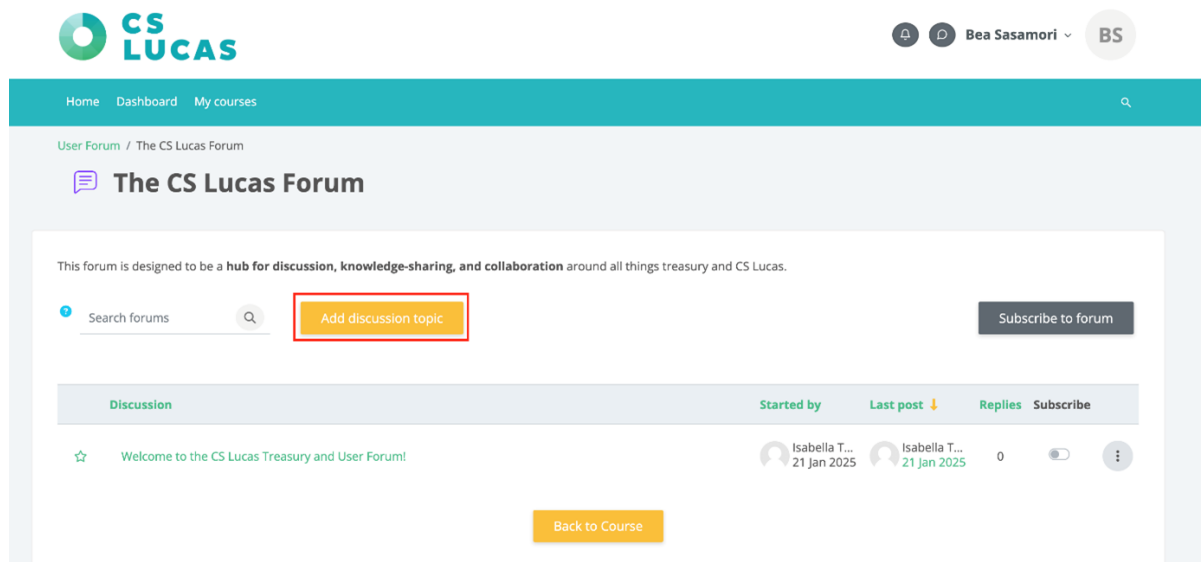 CS
LUCAS
Bea Sasamori
BS
Home Dashboard My courses
User Forum / The CS Lucas Forum
The CS Lucas Forum
This forum is designed to be a hub for discussion, knowledge-sharing, and collaboration around all things treasury and CS Lucas.
? Search forums Add discussion topic Subscribe to forum
Discussion Started by Last post Replies Subscribe
Welcome to the CS Lucas Treasury and User Forum! Isabella T... Isabella T... 0
21 Jan 2025 21 Jan 2025
Back to Course